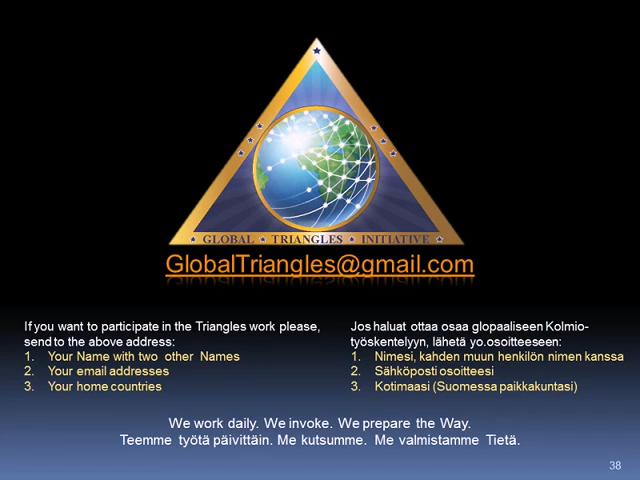 GLOBAL TRIANGLES INITIATIVE
GlobalTriangles@gmail.com
If you want to participate in the Triangles work please,
send to the above address:
1. Your Name with two other Names
2. Your email addresses
3. Your home countries
Jos haluat ottaa osaa glopaaliseen Kolmio-
työskentelyyn, lähetä yo.osoitteeseen:
1. Nimesi, kahden muun henkilön nimen kanssa
2. Sähköposti osoitteesi
3. Kotimaasi (Suomessa paikkakuntasi)
We work daily. We invoke. We prepare the Way.
Teemme työtä päivittäin. Me kutsumme. Me valmistamme Tietä.
38